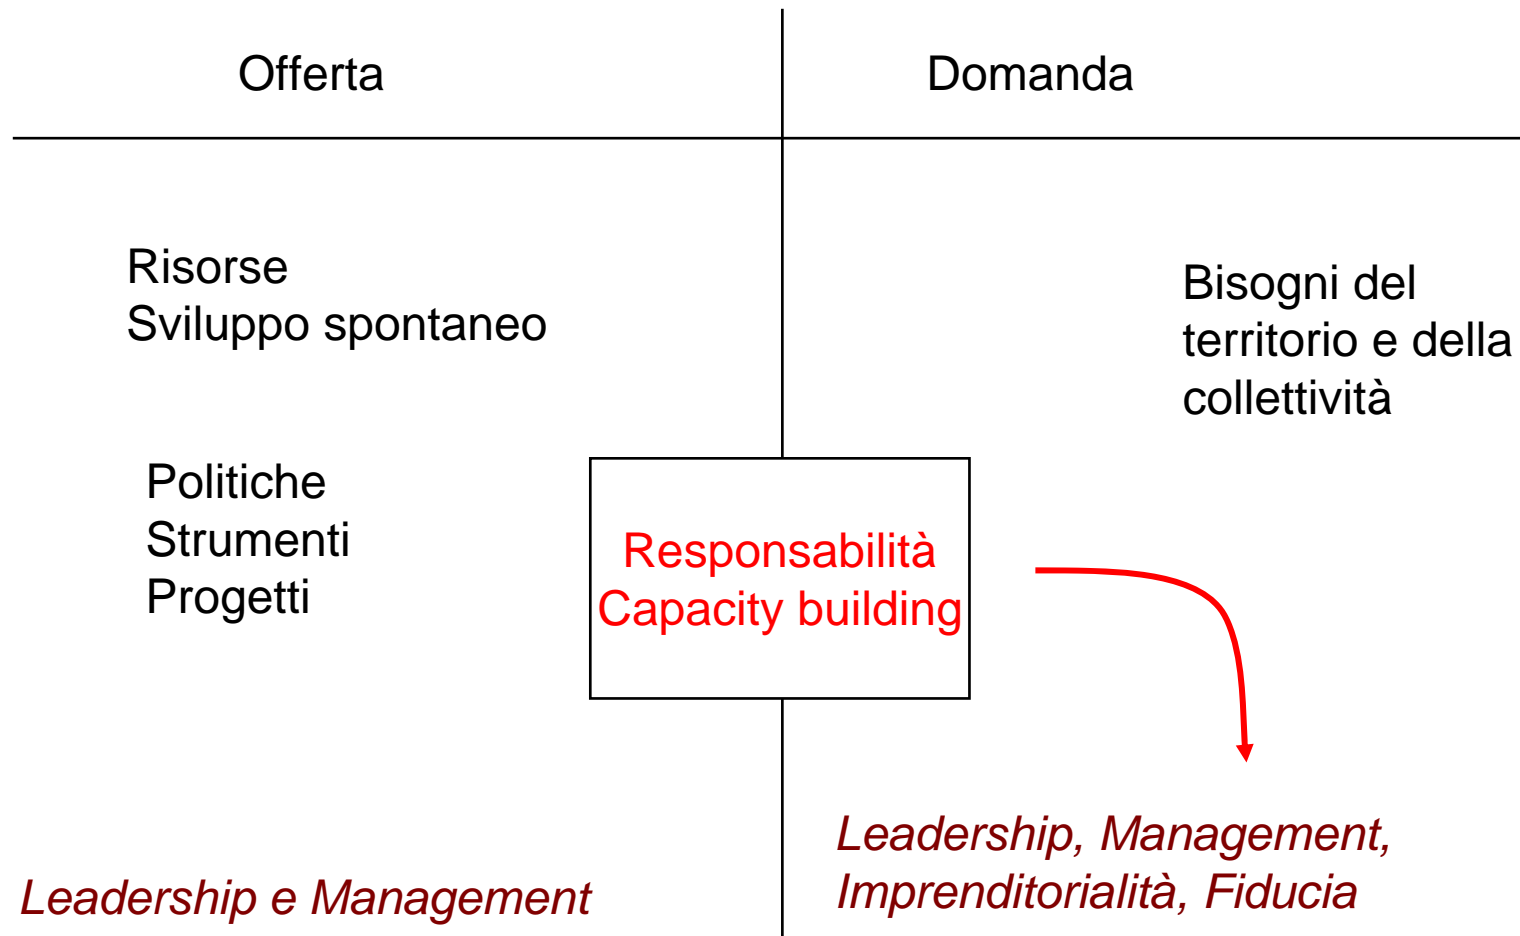 Offerta
Domanda
Risorse
Sviluppo spontaneo
Bisogni del
territorio e della
collettività
Politiche
Strumenti
Progetti
Responsabilità
Capacity building
Leadership e Management
Leadership, Management,
Imprenditorialità, Fiducia